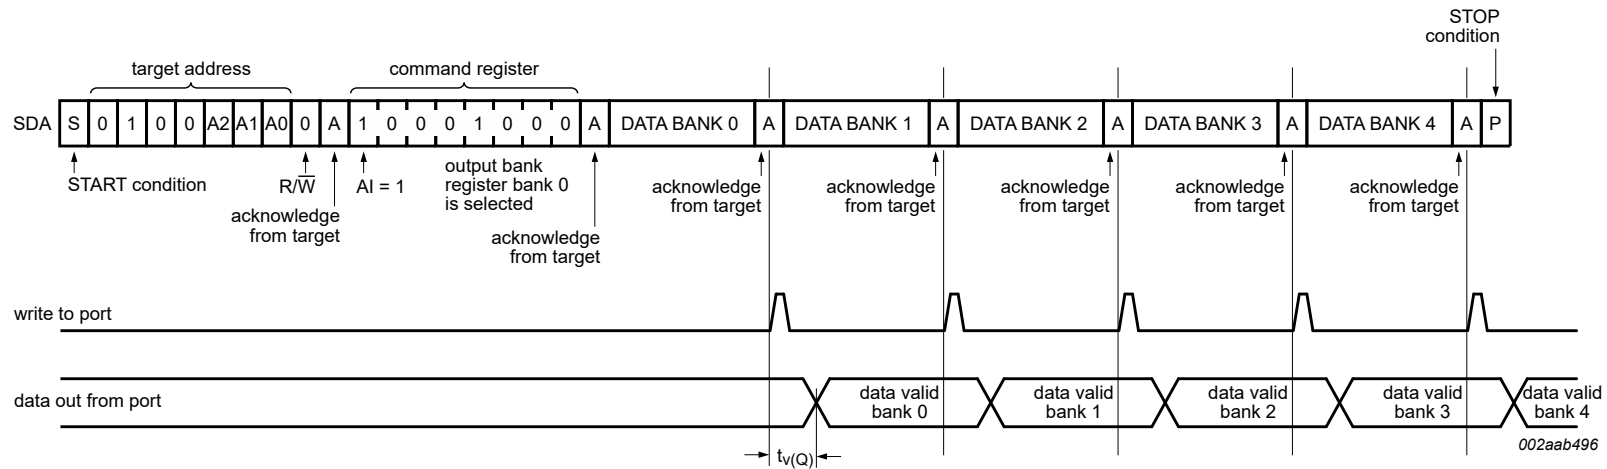 STOP
condition
target address
command register
SDA S 0 1 0 0 A2 A1 A0 0 A 1 0 0 0 1 0 0 0 A DATA BANK 0 A DATA BANK 1 A DATA BANK 2 A DATA BANK 3 A DATA BANK 4 A P
START condition
R/W̅
AI = 1
output bank
register bank 0
is selected
acknowledge
from target
acknowledge
from target
acknowledge
from target
acknowledge
from target
acknowledge
from target
acknowledge
from target
acknowledge
from target
write to port
data out from port
data valid
bank 0
data valid
bank 1
data valid
bank 2
data valid
bank 3
data valid
bank 4
tv(Q)
002aab496